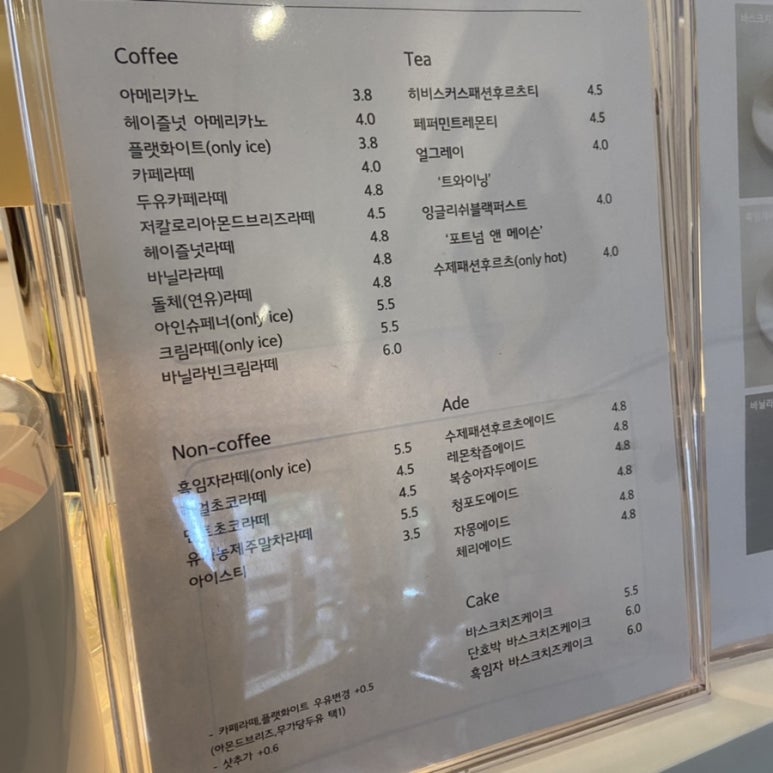 Coffee
아메리카노 3.8
헤이즐넛 아메리카노 4.0
플랫화이트(only ice) 3.8
카페라떼 4.0
두유카페라떼 4.8
저칼로리아몬드브리즈라떼 4.5
헤이즐넛라떼 4.8
바닐라라떼 4.8
돌체(연유)라떼 4.8
아인슈페너(only ice) 5.5
크림라떼(only ice) 5.5
바닐라빈크림라떼 6.0
Tea
히비스커스패션후르츠티 4.5
페퍼민트레몬티 4.5
얼그레이 4.0
'트와이닝'
잉글리쉬블랙퍼스트 4.0
'포트넘 앤 메이슨'
수제패션후르츠(only hot) 4.0
Non-coffee
흑임자라떼(only ice) 5.5
4.5
초코라떼 4.5
5.5
아이스티 3.5
Ade
수제패션후르츠에이드 4.8
레몬착즙에이드 4.8
복숭아자두에이드 4.8
청포도에이드 4.8
자몽에이드 4.8
체리에이드 4.8
Cake
바스크치즈케이크 5.5
단호박 바스크치즈케이크 6.0
흑임자 바스크치즈케이크 6.0
- 카페라떼,플랫화이트 우유변경 +0.5
(아몬드브리즈,무가당두유 택1)
- 샷추가 +0.6